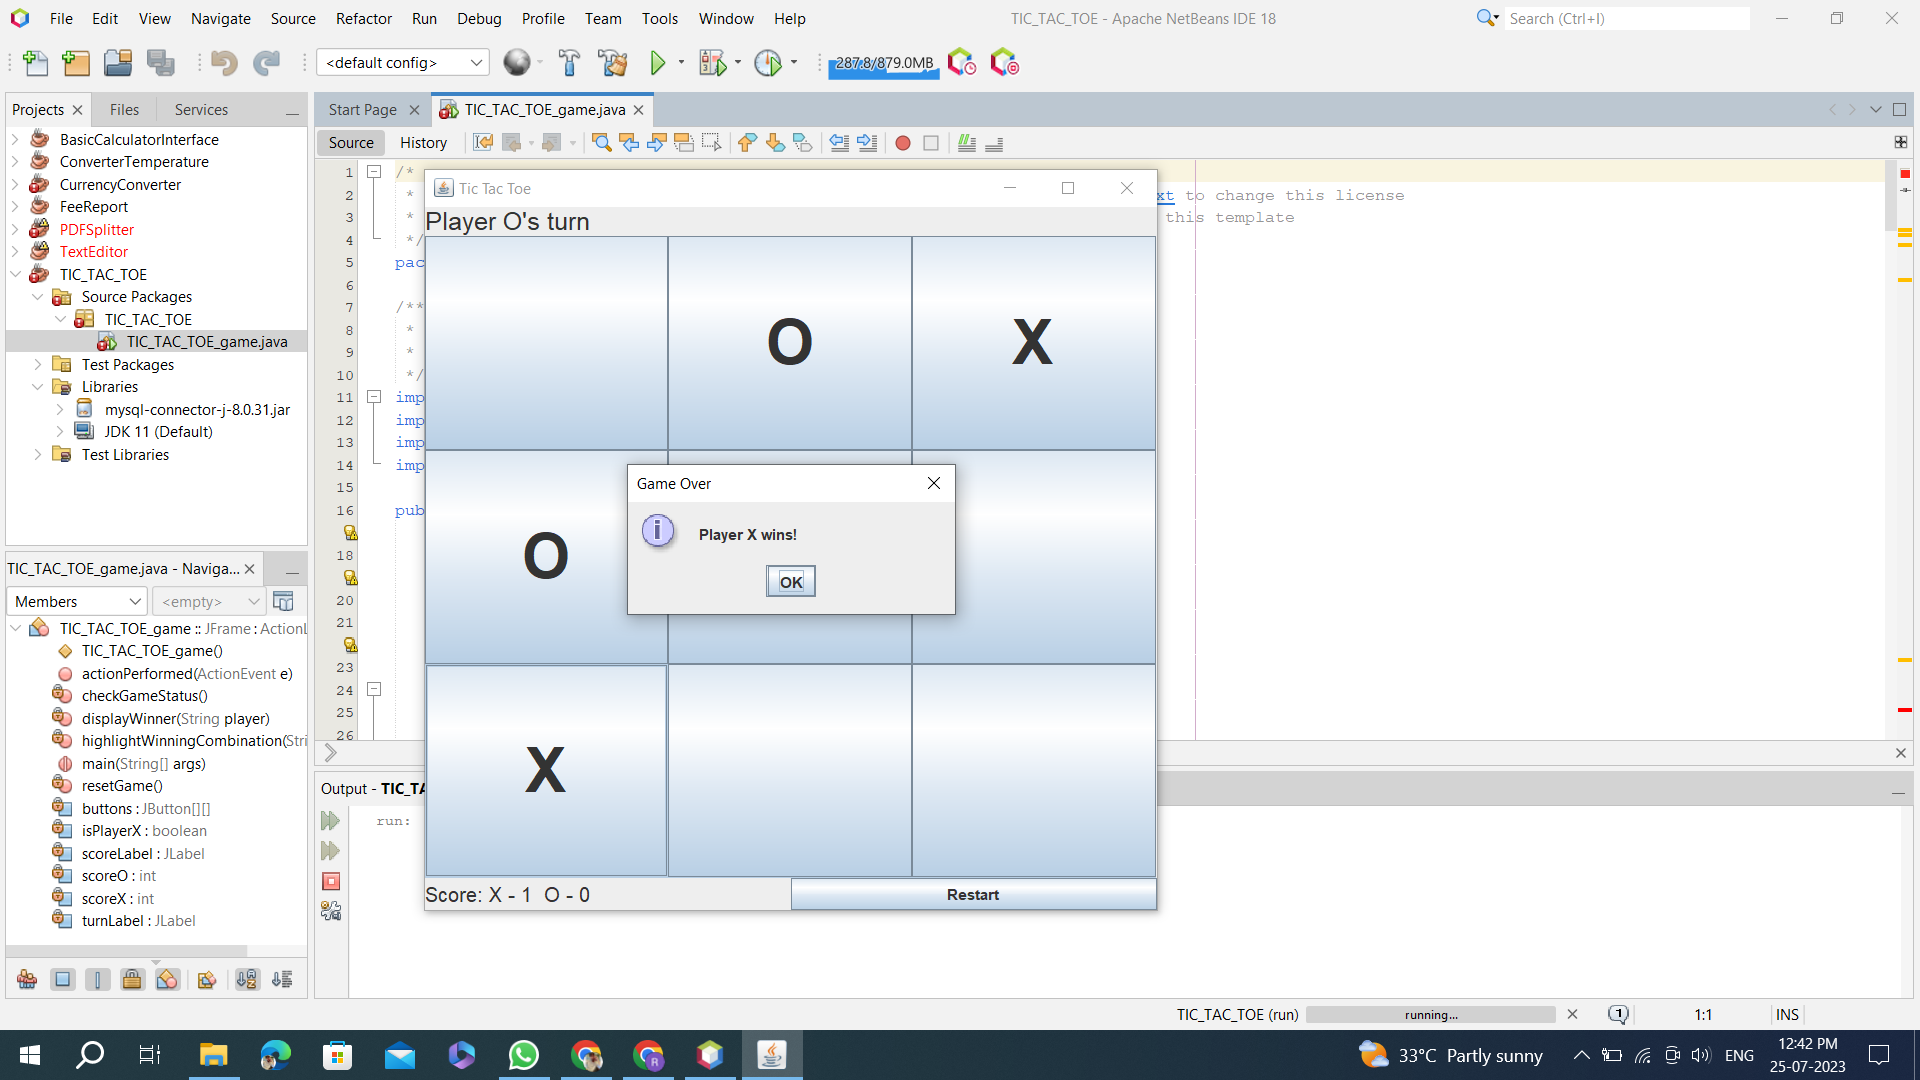 File Edit View Navigate Source Refactor Run Debug Profile Team Tools Window Help
TIC_TAC_TOE - Apache NetBeans IDE 18
Search (Ctrl+I)
<default config>
287.8/879.0MB
Projects Files Services
Start Page TIC_TAC_TOE_game.java
Source History
BasicCalculatorInterface
ConverterTemperature
CurrencyConverter
FeeReport
PDFSplitter
TextEditor
TIC_TAC_TOE
Source Packages
TIC_TAC_TOE
TIC_TAC_TOE_game.java
Test Packages
Libraries
mysql-connector-j-8.0.31.jar
JDK 11 (Default)
Test Libraries
1 /*
2 * xt to change this license
3 * this template
4 */
5 pac
6
7 /**
8 *
9 *
10 */
11 imp
12 imp
13 imp
14 imp
15
16 pub
18
20
21
23
24
25
26
Tic Tac Toe
Player O's turn
O X
O
X
Game Over
Player X wins!
OK
Score: X - 1 O - 0
Restart
TIC_TAC_TOE_game.java - Naviga...
Members <empty>
TIC_TAC_TOE_game :: JFrame : ActionL
TIC_TAC_TOE_game()
actionPerformed(ActionEvent e)
checkGameStatus()
displayWinner(String player)
highlightWinningCombination(Stri
main(String[] args)
resetGame()
buttons : JButton[][]
isPlayerX : boolean
scoreLabel : JLabel
scoreO : int
scoreX : int
turnLabel : JLabel
Output - TIC_TA
run:
TIC_TAC_TOE (run) running... 1 1:1 INS
33°C Partly sunny
ENG
12:42 PM
25-07-2023